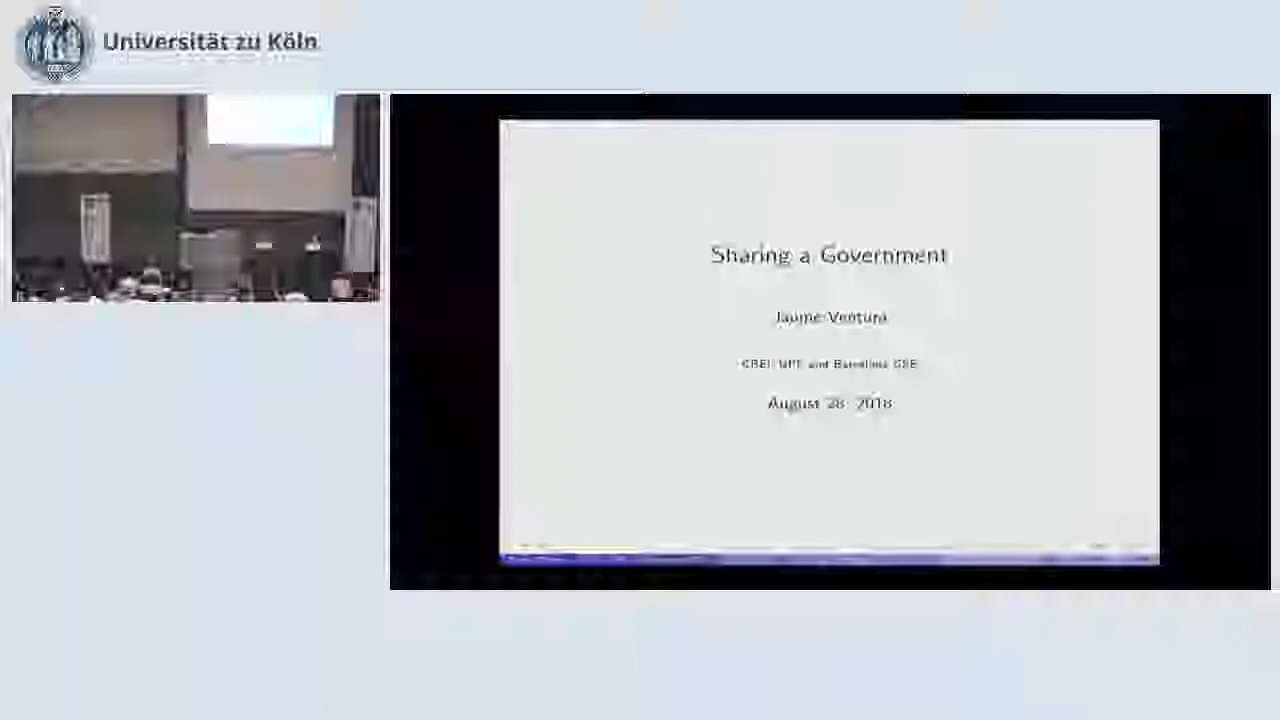 Universität zu Köln
Sharing a Government
Jaume Ventura
CREI, UPF and Barcelona GSE
August 28, 2018